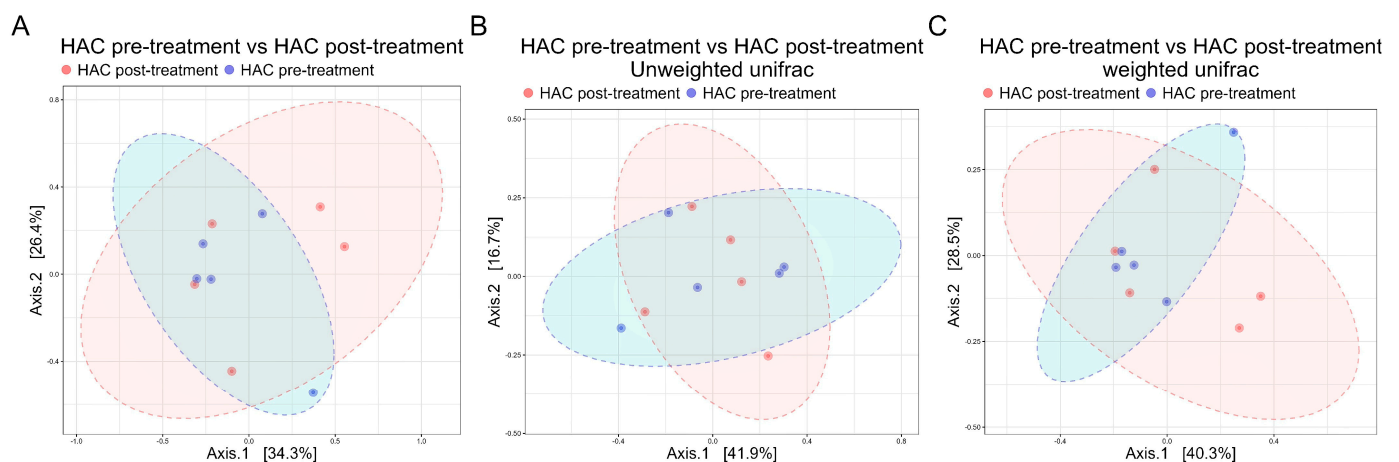 A
HAC pre-treatment vs HAC post-treatment
HAC post-treatment HAC pre-treatment
0.8
0.4
0.0
-0.4
Axis.2 [26.4%]
-1.0 -0.5 0.0 0.5 1.0
Axis.1 [34.3%]
B
HAC pre-treatment vs HAC post-treatment
Unweighted unifrac
HAC post-treatment HAC pre-treatment
0.50
0.25
0.00
-0.25
-0.50
Axis.2 [16.7%]
-0.4 0.0 0.4 0.8
Axis.1 [41.9%]
C
HAC pre-treatment vs HAC post-treatment
weighted unifrac
HAC post-treatment HAC pre-treatment
0.25
0.00
-0.25
-0.50
Axis.2 [28.5%]
-0.4 0.0 0.4
Axis.1 [40.3%]